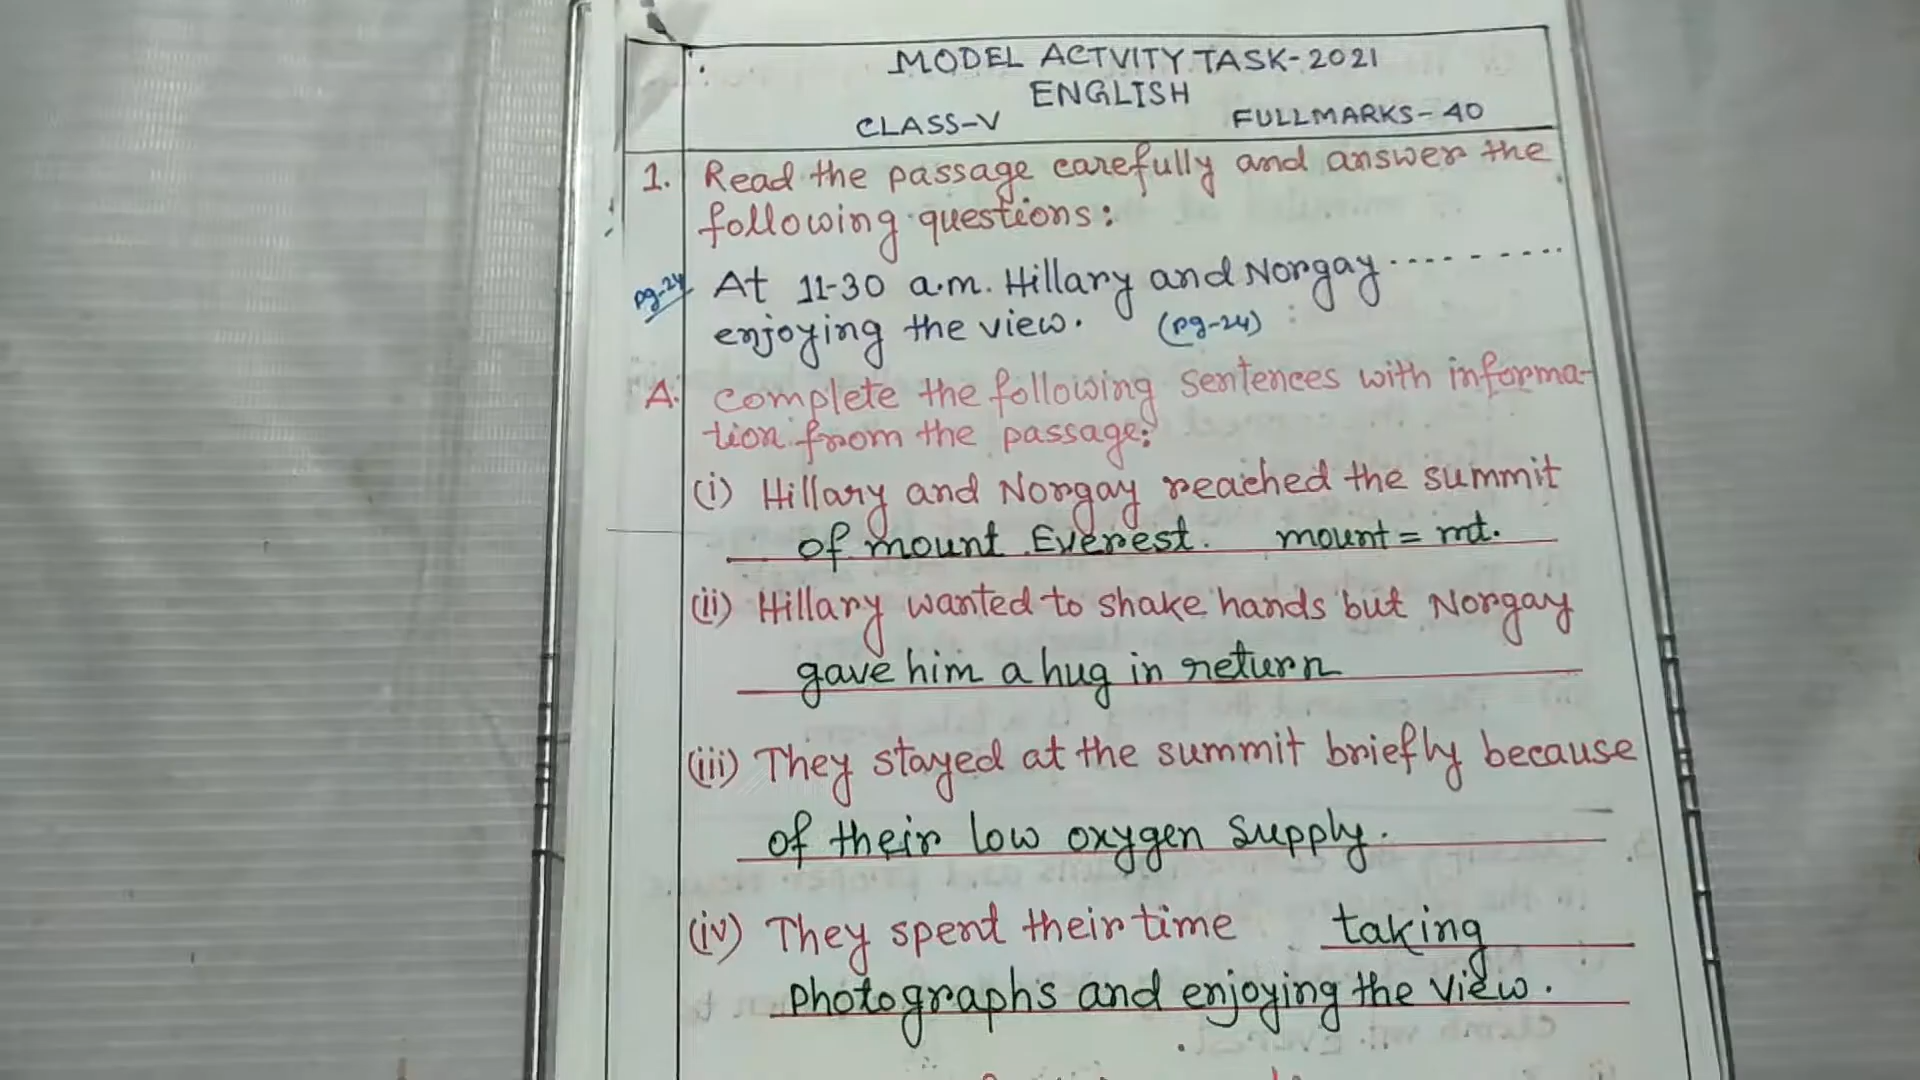 MODEL ACTVITY TASK-2021
ENGLISH
CLASS-V FULLMARKS-40
1. Read the passage carefully and answer the
following questions:
pg-24 At 11-30 a.m. Hillary and Norgay ..........
enjoying the view. (pg-24)
A. complete the following sentences with informa-
tion from the passage:
(i) Hillary and Norgay reached the summit
of mount Everest. mount = mt.
(ii) Hillary wanted to shake hands but Norgay
gave him a hug in return
(iii) They stayed at the summit briefly because
of their low oxygen supply.
(iv) They spent their time taking
photographs and enjoying the view.